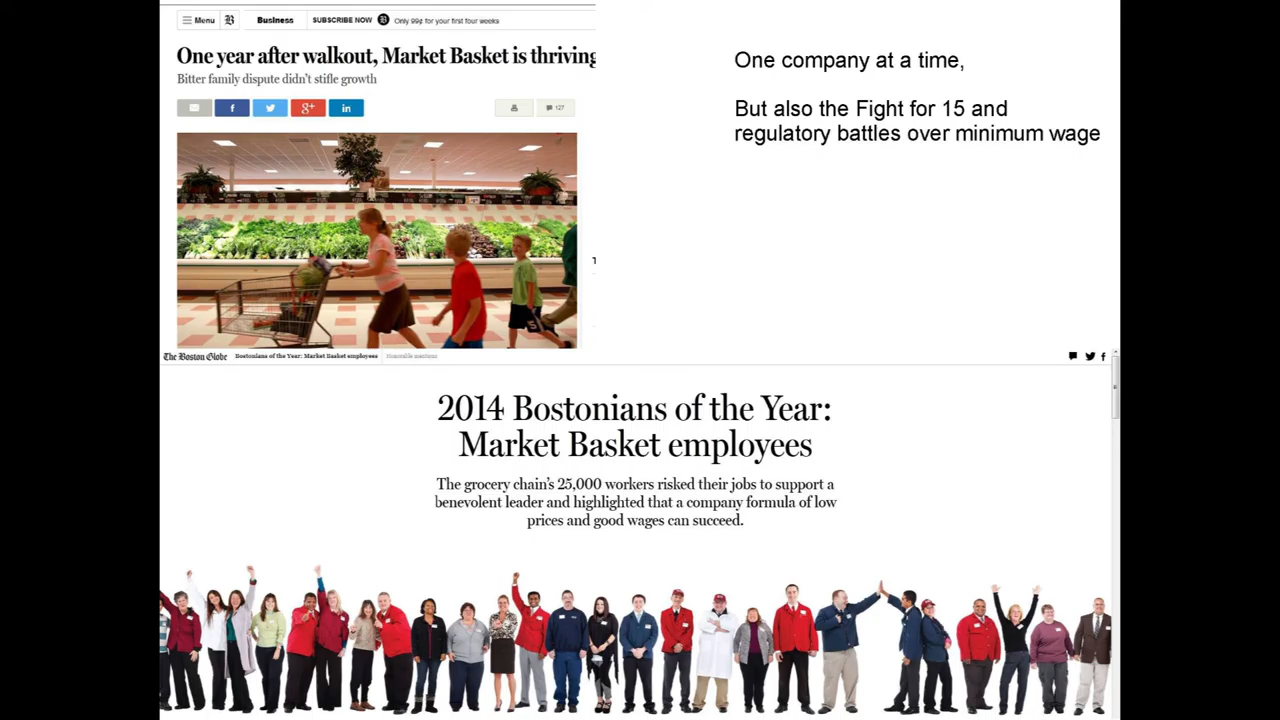 Menu B Business SUBSCRIBE NOW B Only 99¢ for your first four weeks
One year after walkout, Market Basket is thriving
Bitter family dispute didn't stifle growth
f g+ in 127
One company at a time,
But also the Fight for 15 and
regulatory battles over minimum wage
The Boston Globe Bostonians of the Year: Market Basket employees Honorable mentions f
2014 Bostonians of the Year:
Market Basket employees
The grocery chain's 25,000 workers risked their jobs to support a
benevolent leader and highlighted that a company formula of low
prices and good wages can succeed.